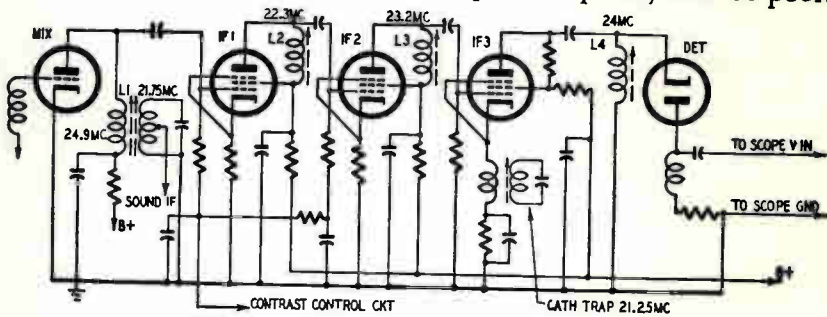 MIX
L1
21.75MC
24.9MC
SOUND IF
B+
IF1
22.3MC
L2
IF2
23.2MC
L3
IF3
24MC
L4
DET
TO SCOPE V IN
TO SCOPE GND
B+
CONTRAST CONTROL CKT
CATH TRAP 21.25MC